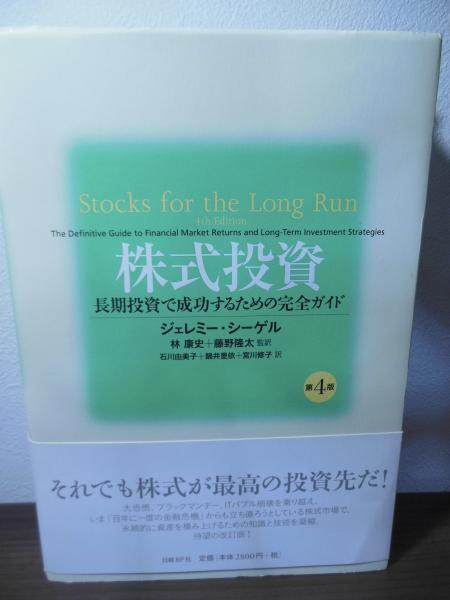 Stocks for the Long Run
4th Edition
The Definitive Guide to Financial Market Returns and Long-Term Investment Strategies
株式投資
長期投資で成功するための完全ガイド
ジェレミー・シーゲル
林 康史＋藤野隆太 監訳
石川由美子＋鍋井里依＋宮川修子 訳
第4版
それでも株式が最高の投資先だ!
大恐慌、ブラックマンデー、ITバブル崩壊を乗り越え、
いま「百年に一度の金融危機」からも立ち直ろうとしている株式市場で、
永続的に資産を積み上げるための知識と技術を凝縮。
待望の改訂版!
日経BP社 定価[本体2800円+税]